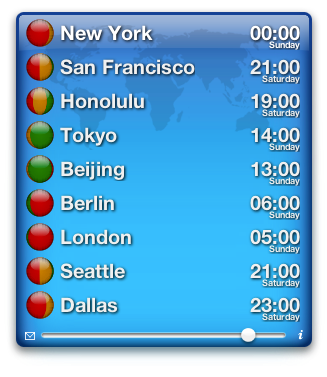 New York 00:00
Sunday
San Francisco 21:00
Saturday
Honolulu 19:00
Saturday
Tokyo 14:00
Sunday
Beijing 13:00
Sunday
Berlin 06:00
Sunday
London 05:00
Sunday
Seattle 21:00
Saturday
Dallas 23:00
Saturday
i